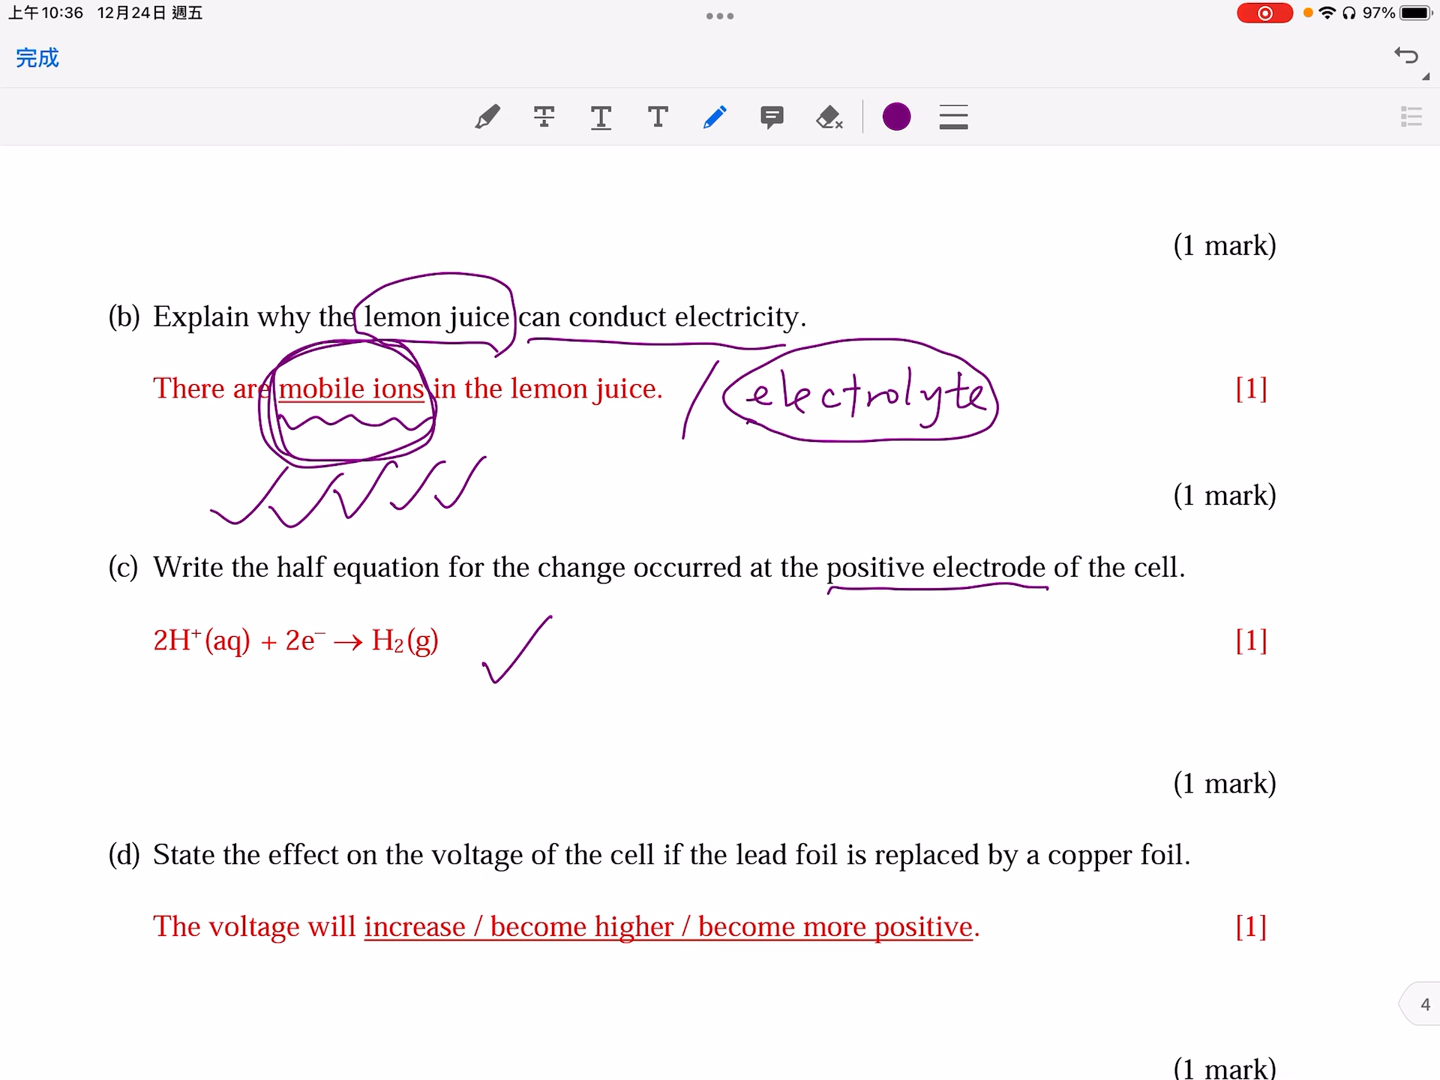 上午10:36 12月24日 週五
97%
完成
(1 mark)
(b) Explain why the lemon juice can conduct electricity.
There are mobile ions in the lemon juice. / electrolyte [1]
(1 mark)
(c) Write the half equation for the change occurred at the positive electrode of the cell.
2H⁺(aq) + 2e⁻ → H₂(g) [1]
(1 mark)
(d) State the effect on the voltage of the cell if the lead foil is replaced by a copper foil.
The voltage will increase / become higher / become more positive. [1]
4
(1 mark)